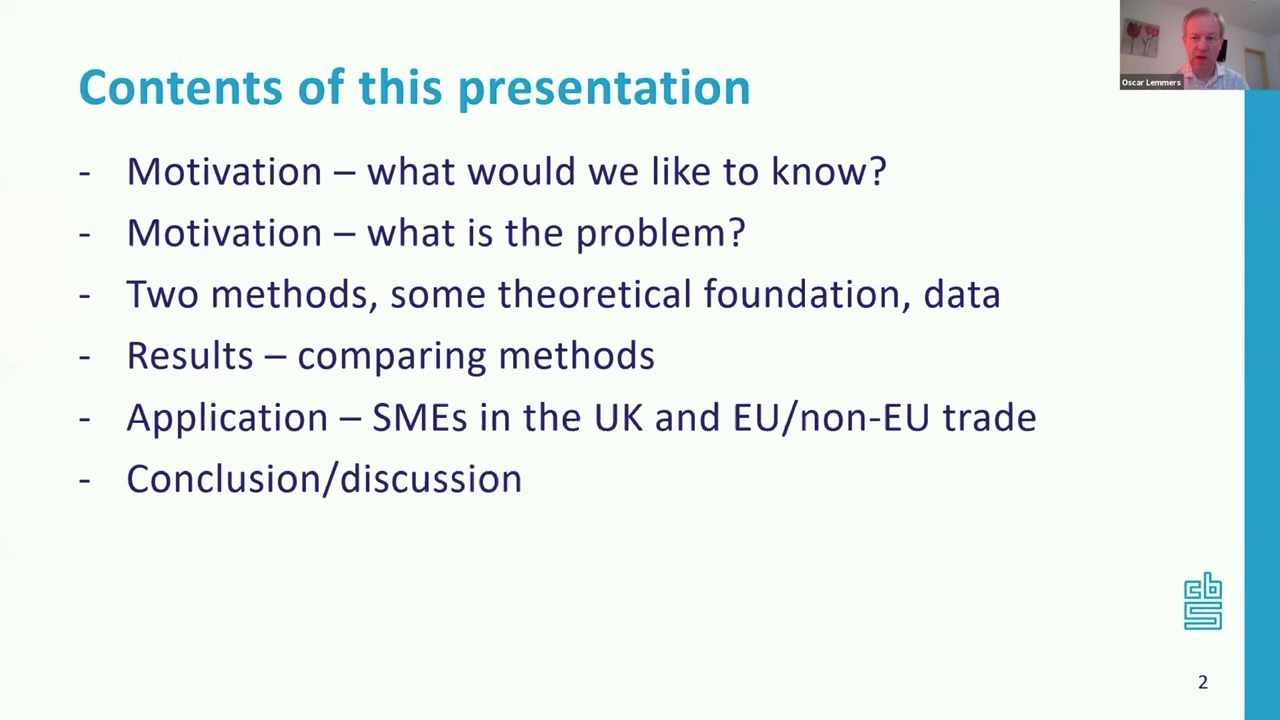 Oscar Lemmers
Contents of this presentation
- Motivation – what would we like to know?
- Motivation – what is the problem?
- Two methods, some theoretical foundation, data
- Results – comparing methods
- Application – SMEs in the UK and EU/non-EU trade
- Conclusion/discussion
cbs
2